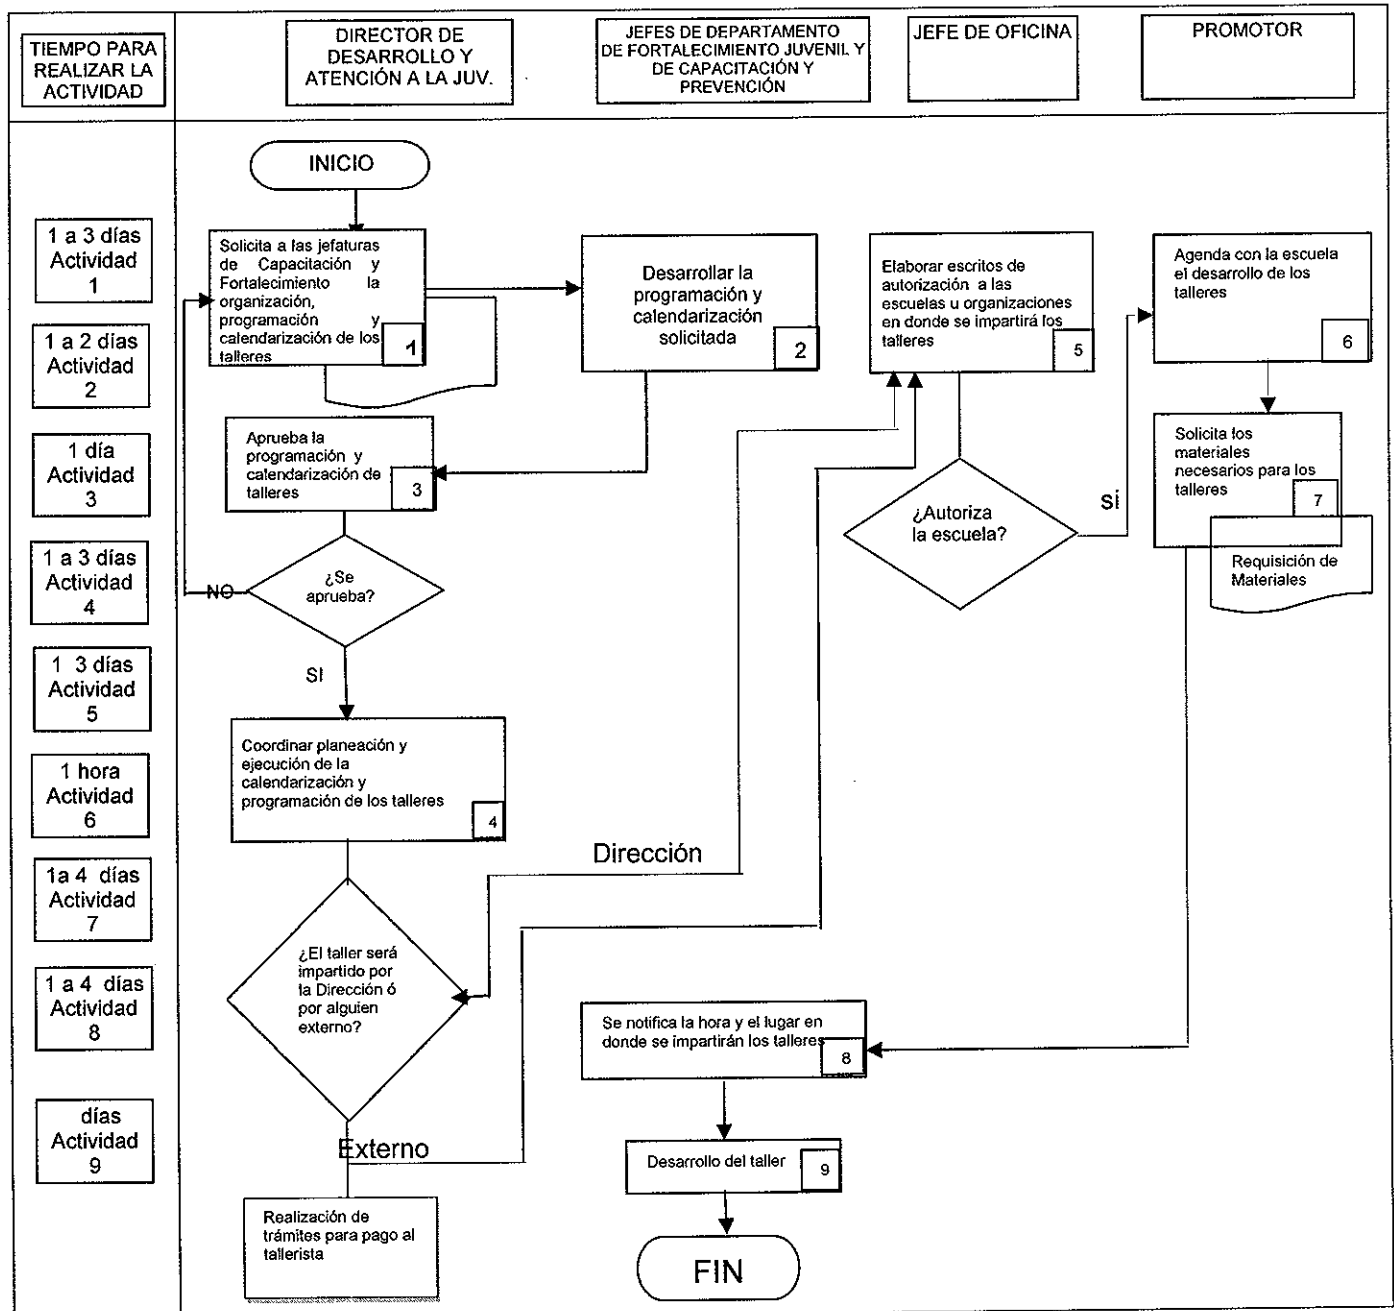 TIEMPO PARA
REALIZAR LA
ACTIVIDAD
DIRECTOR DE
DESARROLLO Y
ATENCIÓN A LA JUV.
JEFES DE DEPARTAMENTO
DE FORTALECIMIENTO JUVENIL Y
DE CAPACITACIÓN Y
PREVENCIÓN
JEFE DE OFICINA
PROMOTOR
1 a 3 días
Actividad
1
1 a 2 días
Actividad
2
1 día
Actividad
3
1 a 3 días
Actividad
4
1 3 días
Actividad
5
1 hora
Actividad
6
1a 4 días
Actividad
7
1 a 4 días
Actividad
8
días
Actividad
9
INICIO
Solicita a las jefaturas
de Capacitación y
Fortalecimiento la
organización,
programación y
calendarización de los
talleres
1
Desarrollar la
programación y
calendarización
solicitada
2
Aprueba la
programación y
calendarización de
talleres
3
¿Se
aprueba?
NO
SI
Coordinar planeación y
ejecución de la
calendarización y
programación de los talleres
4
¿El taller será
impartido por
la Dirección ó
por alguien
externo?
Dirección
Externo
Realización de
trámites para pago al
tallerista
Elaborar escritos de
autorización a las
escuelas u organizaciones
en donde se impartirá los
talleres
5
¿Autoriza
la escuela?
si
Agenda con la escuela
el desarrollo de los
talleres
6
Solicita los
materiales
necesarios para los
talleres
7
Requisición de
Materiales
Se notifica la hora y el lugar en
donde se impartirán los talleres
8
Desarrollo del taller
9
FIN